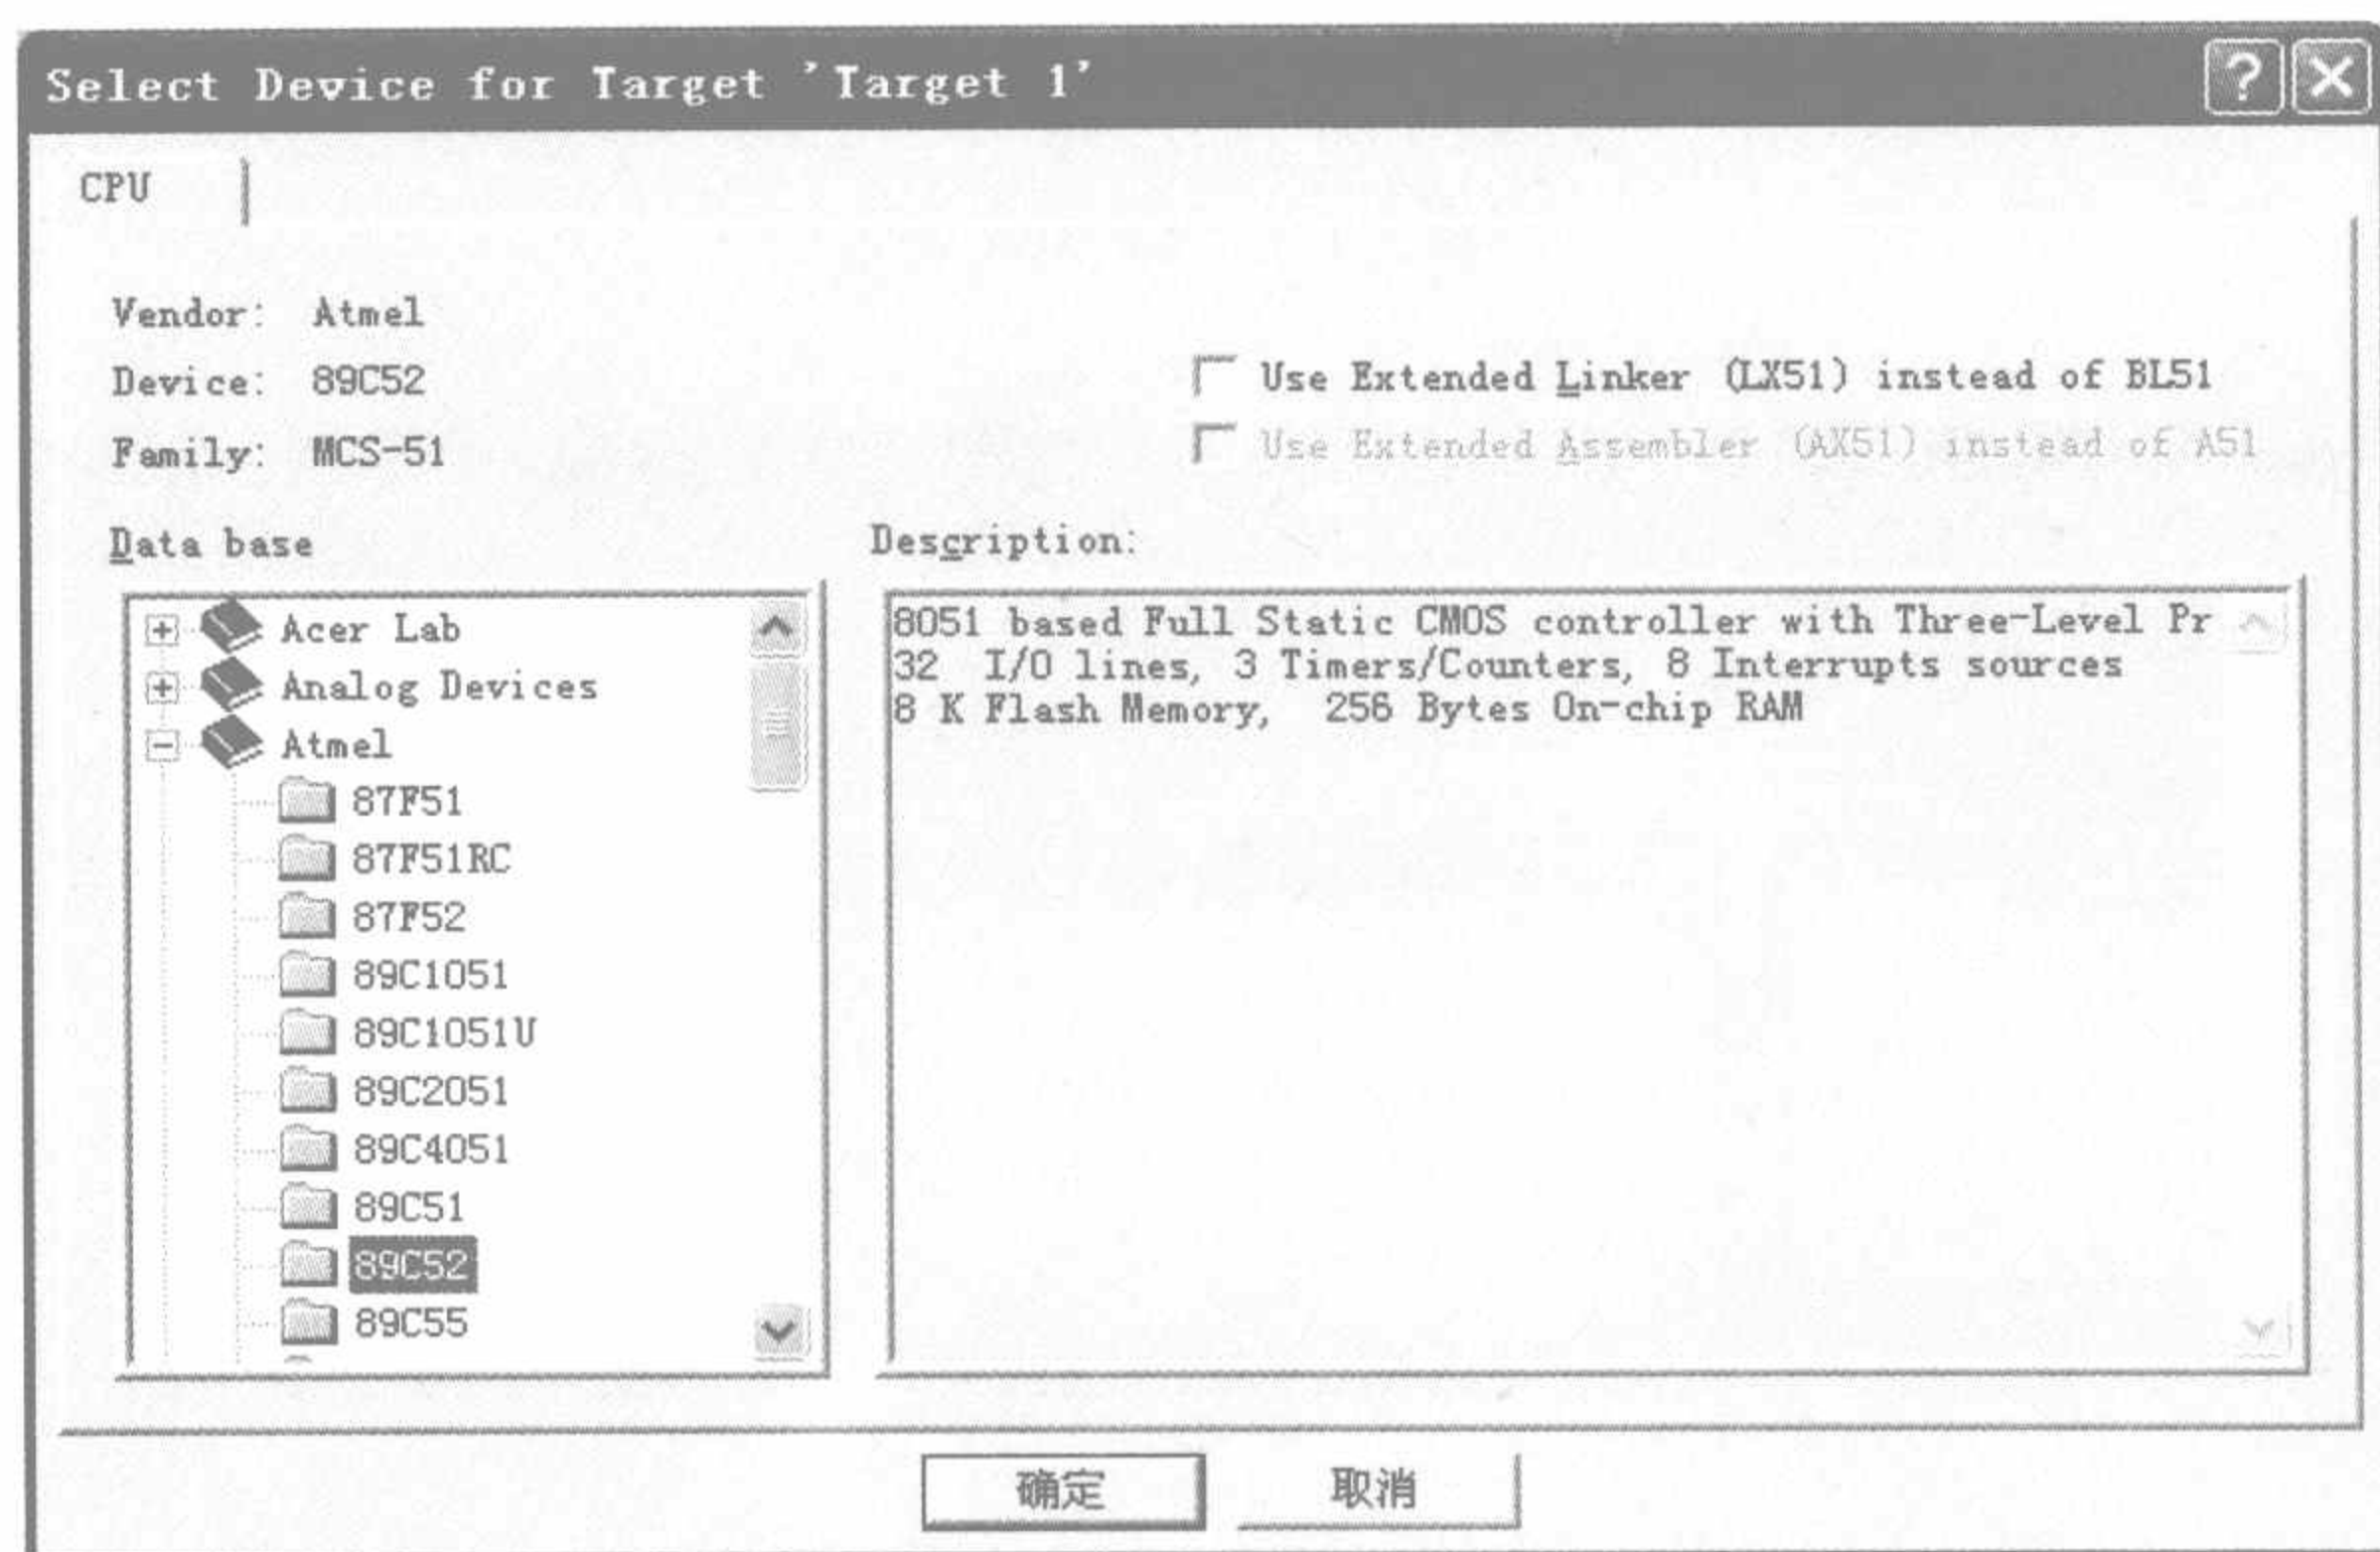 Select Device for Target 'Target 1'
CPU
Vendor: Atmel
Device: 89C52
Family: MCS-51
Use Extended Linker (LX51) instead of BL51
Use Extended Assembler (AX51) instead of A51
Data base
Acer Lab
Analog Devices
Atmel
87F51
87F51RC
87F52
89C1051
89C1051U
89C2051
89C4051
89C51
89C52
89C55
Description:
8051 based Full Static CMOS controller with Three-Level Pr
32 I/O lines, 3 Timers/Counters, 8 Interrupts sources
8 K Flash Memory, 256 Bytes On-chip RAM
确定
取消